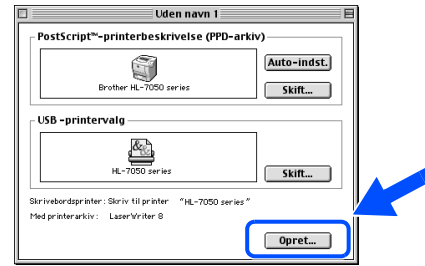 Uden navn 1
PostScript™-printerbeskrivelse (PPD-arkiv)
Auto-indst.
Brother HL-7050 series
Skift...
USB -printervalg
HL-7050 series
Skift...
Skrivebordsprinter: Skriv til printer "HL-7050 series"
Med printerarkiv: LaserWriter 8
Opret...